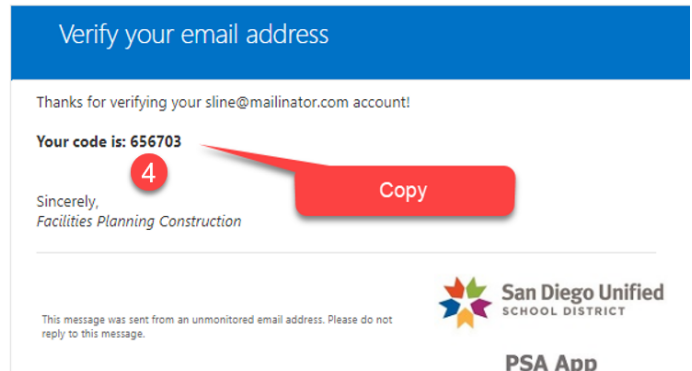 Verify your email address
Thanks for verifying your sline@mailinator.com account!
Your code is: 656703
4
Copy
Sincerely,
Facilities Planning Construction
San Diego Unified
SCHOOL DISTRICT
This message was sent from an unmonitored email address. Please do not
reply to this message.
PSA App